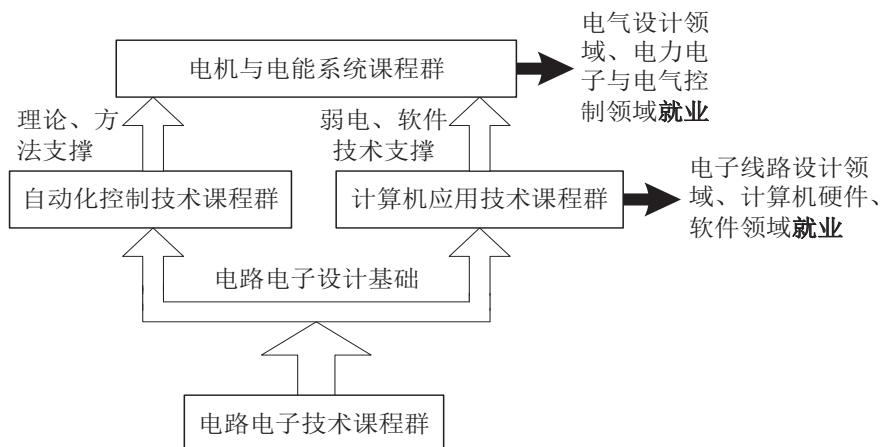 电机与电能系统课程群
电气设计领
域、电力电
子与电气控
制领域就业
理论、方
法支撑
弱电、软件
技术支撑
自动化控制技术课程群
计算机应用技术课程群
电子线路设计领
域、计算机硬件、
软件领域就业
电路电子设计基础
电路电子技术课程群